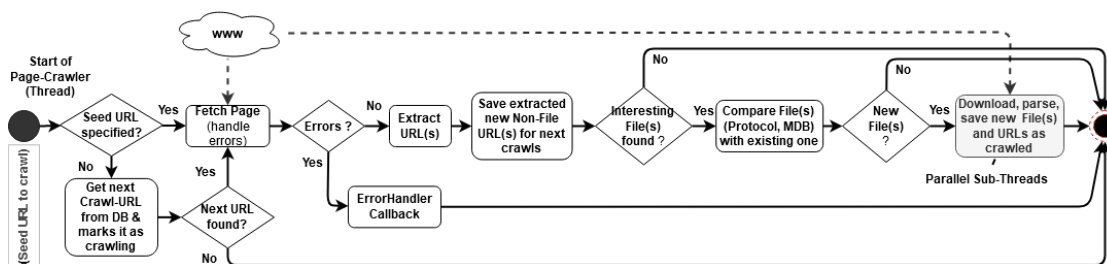 www
Start of
Page-Crawler
(Thread)
Seed URL
specified?
Yes
No
(Seed URL to crawl)
Get next
Crawl-URL
from DB &
marks it as
crawling
Next URL
found?
Yes
No
Fetch Page
(handle
errors)
Errors ?
No
Yes
ErrorHandler
Callback
Extract
URL(s)
Save extracted
new Non-File
URL(s) for next
crawls
Interesting
File(s)
found ?
No
Yes
Compare File(s)
(Protocol, MDB)
with existing one
New
File(s)
?
No
Yes
Download, parse,
save new File(s)
and URLs as
crawled
Parallel Sub-Threads